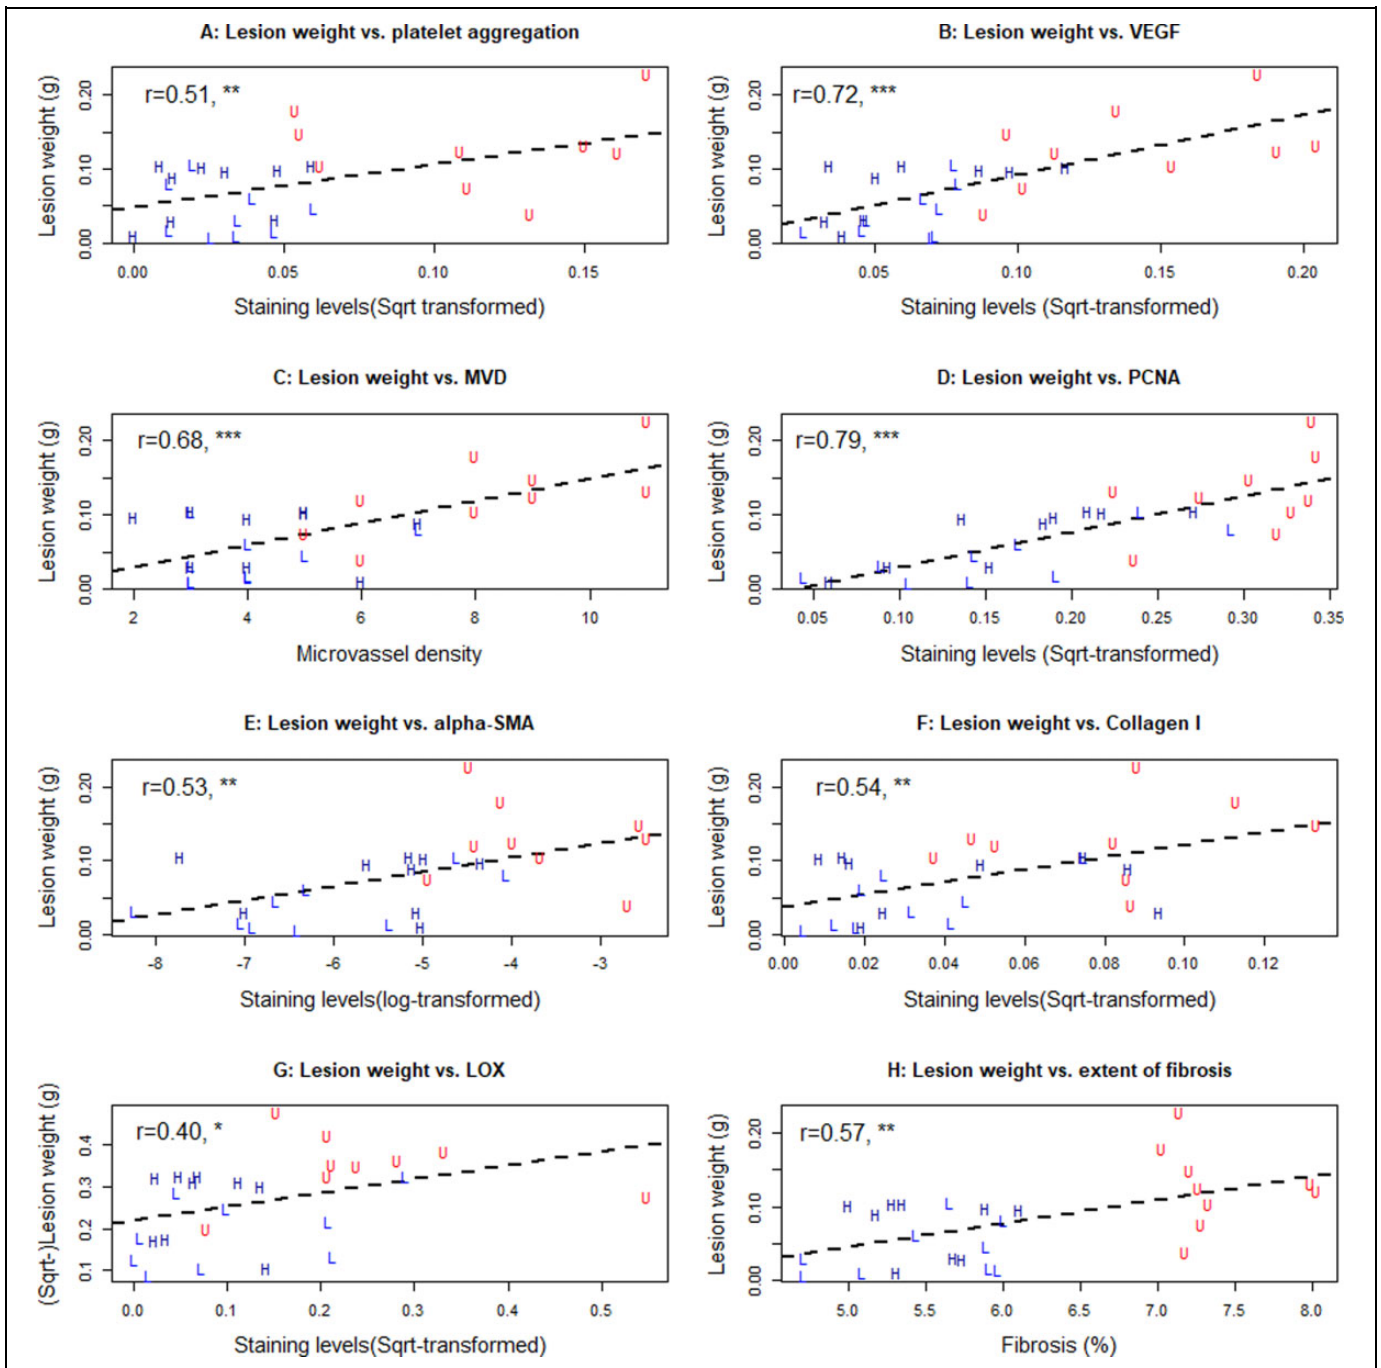 A: Lesion weight vs. platelet aggregation
r=0.51, **
Lesion weight (g)
0.00 0.10 0.20
0.00 0.05 0.10 0.15
Staining levels(Sqrt transformed)
B: Lesion weight vs. VEGF
r=0.72, ***
Lesion weight (g)
0.00 0.10 0.20
0.05 0.10 0.15 0.20
Staining levels (Sqrt-transformed)
C: Lesion weight vs. MVD
r=0.68, ***
Lesion weight (g)
0.00 0.10 0.20
2 4 6 8 10
Microvassel density
D: Lesion weight vs. PCNA
r=0.79, ***
Lesion weight (g)
0.00 0.10 0.20
0.05 0.10 0.15 0.20 0.25 0.30 0.35
Staining levels (Sqrt-transformed)
E: Lesion weight vs. alpha-SMA
r=0.53, **
Lesion weight (g)
0.00 0.10 0.20
-8 -7 -6 -5 -4 -3
Staining levels(log-transformed)
F: Lesion weight vs. Collagen I
r=0.54, **
Lesion weight (g)
0.00 0.10 0.20
0.00 0.02 0.04 0.06 0.08 0.10 0.12
Staining levels(Sqrt-transformed)
G: Lesion weight vs. LOX
r=0.40, *
(Sqrt-)Lesion weight (g)
0.1 0.2 0.3 0.4
0.0 0.1 0.2 0.3 0.4 0.5
Staining levels(Sqrt-transformed)
H: Lesion weight vs. extent of fibrosis
r=0.57, **
Lesion weight (g)
0.00 0.10 0.20
5.0 5.5 6.0 6.5 7.0 7.5 8.0
Fibrosis (%)